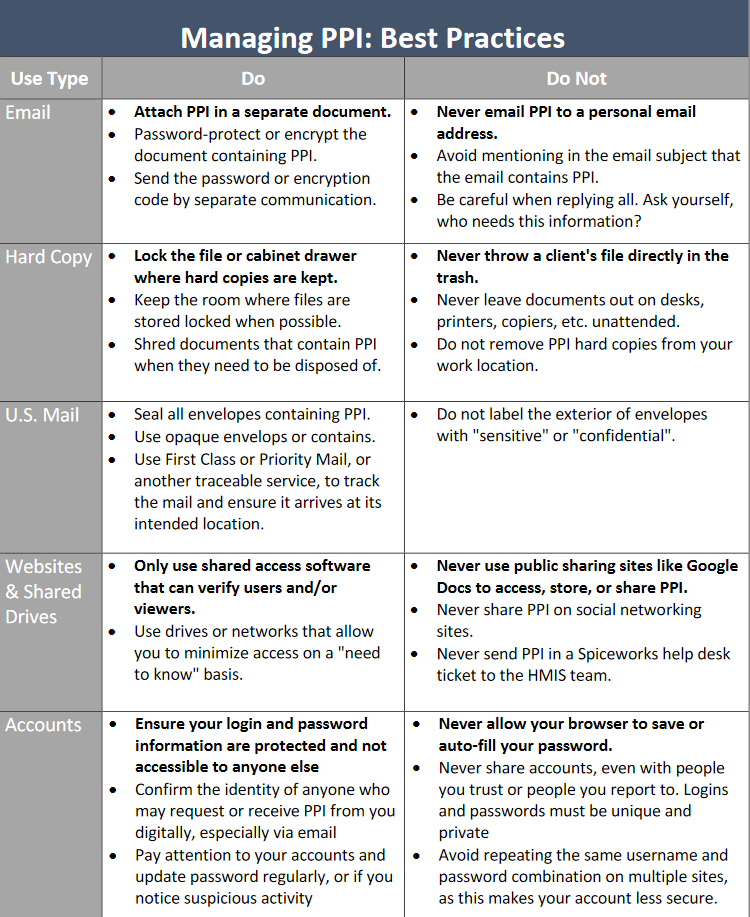 Managing PPI: Best Practices
Use Type
Do
Do Not
Email
• Attach PPI in a separate document.
• Password-protect or encrypt the
document containing PPI.
• Send the password or encryption
code by separate communication.
• Never email PPI to a personal email
address.
• Avoid mentioning in the email subject that
the email contains PPI.
• Be careful when replying all. Ask yourself,
who needs this information?
Hard Copy
• Lock the file or cabinet drawer
where hard copies are kept.
• Keep the room where files are
stored locked when possible.
• Shred documents that contain PPI
when they need to be disposed of.
• Never throw a client's file directly in the
trash.
• Never leave documents out on desks,
printers, copiers, etc. unattended.
• Do not remove PPI hard copies from your
work location.
U.S. Mail
• Seal all envelopes containing PPI.
• Use opaque envelops or contains.
• Use First Class or Priority Mail, or
another traceable service, to track
the mail and ensure it arrives at its
intended location.
• Do not label the exterior of envelopes
with "sensitive" or "confidential".
Websites
& Shared
Drives
• Only use shared access software
that can verify users and/or
viewers.
• Use drives or networks that allow
you to minimize access on a "need
to know" basis.
• Never use public sharing sites like Google
Docs to access, store, or share PPI.
• Never share PPI on social networking
sites.
• Never send PPI in a Spiceworks help desk
ticket to the HMIS team.
Accounts
• Ensure your login and password
information are protected and not
accessible to anyone else
• Confirm the identity of anyone who
may request or receive PPI from you
digitally, especially via email
• Pay attention to your accounts and
update password regularly, or if you
notice suspicious activity
• Never allow your browser to save or
auto-fill your password.
• Never share accounts, even with people
you trust or people you report to. Logins
and passwords must be unique and
private
• Avoid repeating the same username and
password combination on multiple sites,
as this makes your account less secure.